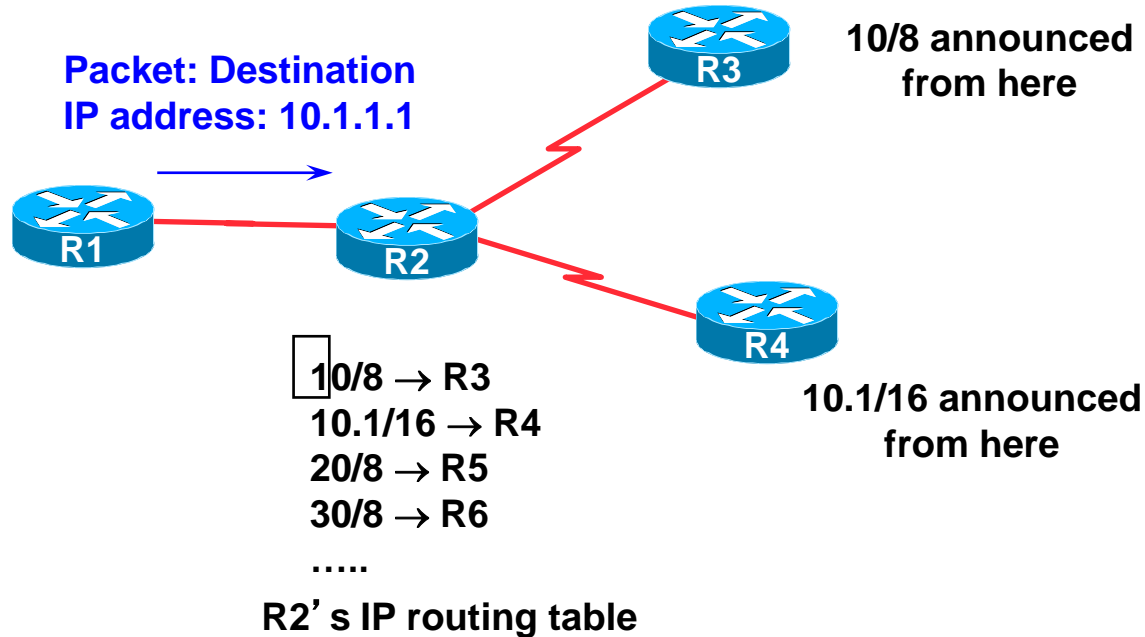 Packet: Destination
IP address: 10.1.1.1
R3
10/8 announced
from here
R1
R2
R4
10.1/16 announced
from here
10/8 → R3
10.1/16 → R4
20/8 → R5
30/8 → R6
…..
R2’s IP routing table